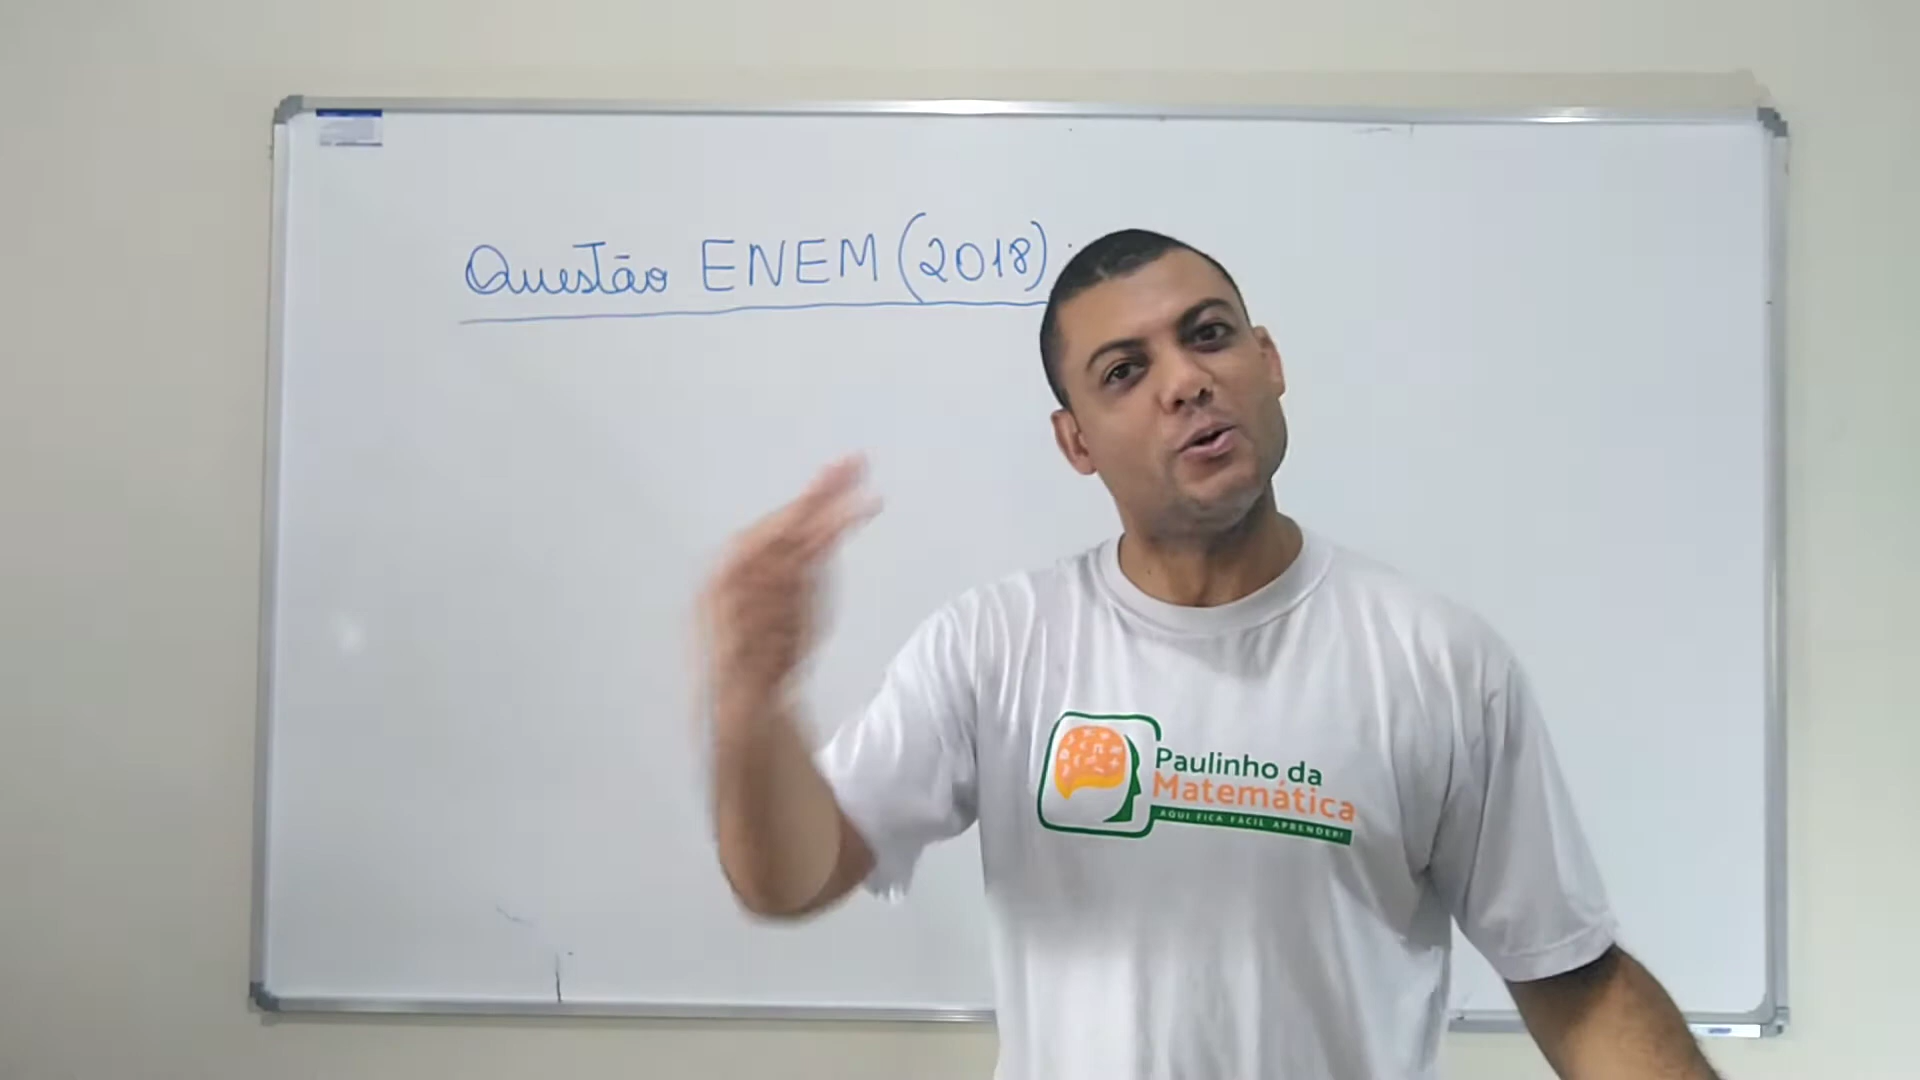 Questão ENEM (2018)
Paulinho da
Matemática
AQUI FICA FÁCIL APRENDER!